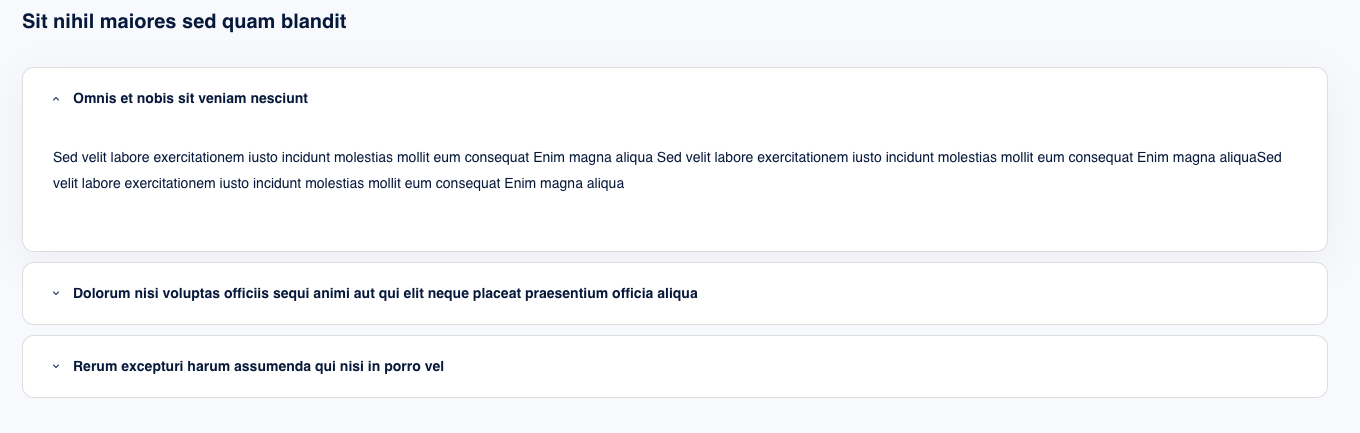 Sit nihil maiores sed quam blandit
Omnis et nobis sit veniam nesciunt
Sed velit labore exercitationem iusto incidunt molestias mollit eum consequat Enim magna aliqua Sed velit labore exercitationem iusto incidunt molestias mollit eum consequat Enim magna aliquaSed
velit labore exercitationem iusto incidunt molestias mollit eum consequat Enim magna aliqua
Dolorum nisi voluptas officiis sequi animi aut qui elit neque placeat praesentium officia aliqua
Rerum excepturi harum assumenda qui nisi in porro vel